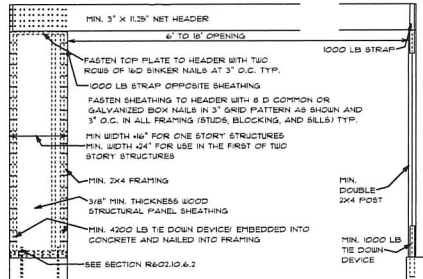 MIN. 3" X 11.25" NET HEADER
6' TO 18' OPENING
1000 LB STRAP
FASTEN TOP PLATE TO HEADER WITH TWO
ROWS OF 16D SINKER NAILS AT 3" O.C. TYP.
1000 LB STRAP OPPOSITE SHEATHING
FASTEN SHEATHING TO HEADER WITH 8 D COMMON OR
GALVANIZED BOX NAILS IN 3" GRID PATTERN AS SHOWN AND
3" O.C. IN ALL FRAMING (STUDS, BLOCKING, AND SILLS) TYP.
MIN WIDTH =16" FOR ONE STORY STRUCTURES
MIN. WIDTH =24" FOR USE IN THE FIRST OF TWO
STORY STRUCTURES
MIN. 2X4 FRAMING
MIN.
DOUBLE
2X4 POST
3/8" MIN. THICKNESS WOOD
STRUCTURAL PANEL SHEATHING
MIN. 4200 LB TIE DOWN DEVICE( EMBEDDED INTO
CONCRETE AND NAILED INTO FRAMING)
MIN. 1000 LB
TIE DOWN
DEVICE
SEE SECTION R602.10.6.2